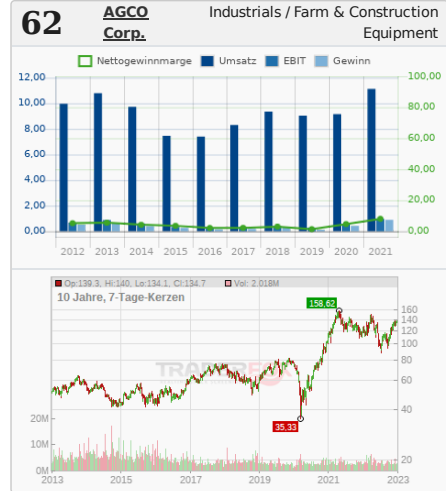 62 AGCO Corp. Industrials / Farm & Construction Equipment
Nettogewinnmarge Umsatz EBIT Gewinn
12,00 100,00
10,00 80,00
8,00
6,00 60,00
4,00 40,00
2,00 20,00
0,00 0,00
2012 2013 2014 2015 2016 2017 2018 2019 2020 2021
Op:139.3, Hi:140, Lo:134.1, Cl:134.7 Vol: 2.018M
10 Jahre, 7-Tage-Kerzen
158,62
160
140
120
100
80
TRADERFOX
60
40
35,33
20M
10M
20
0M
2013 2015 2017 2019 2021 2023